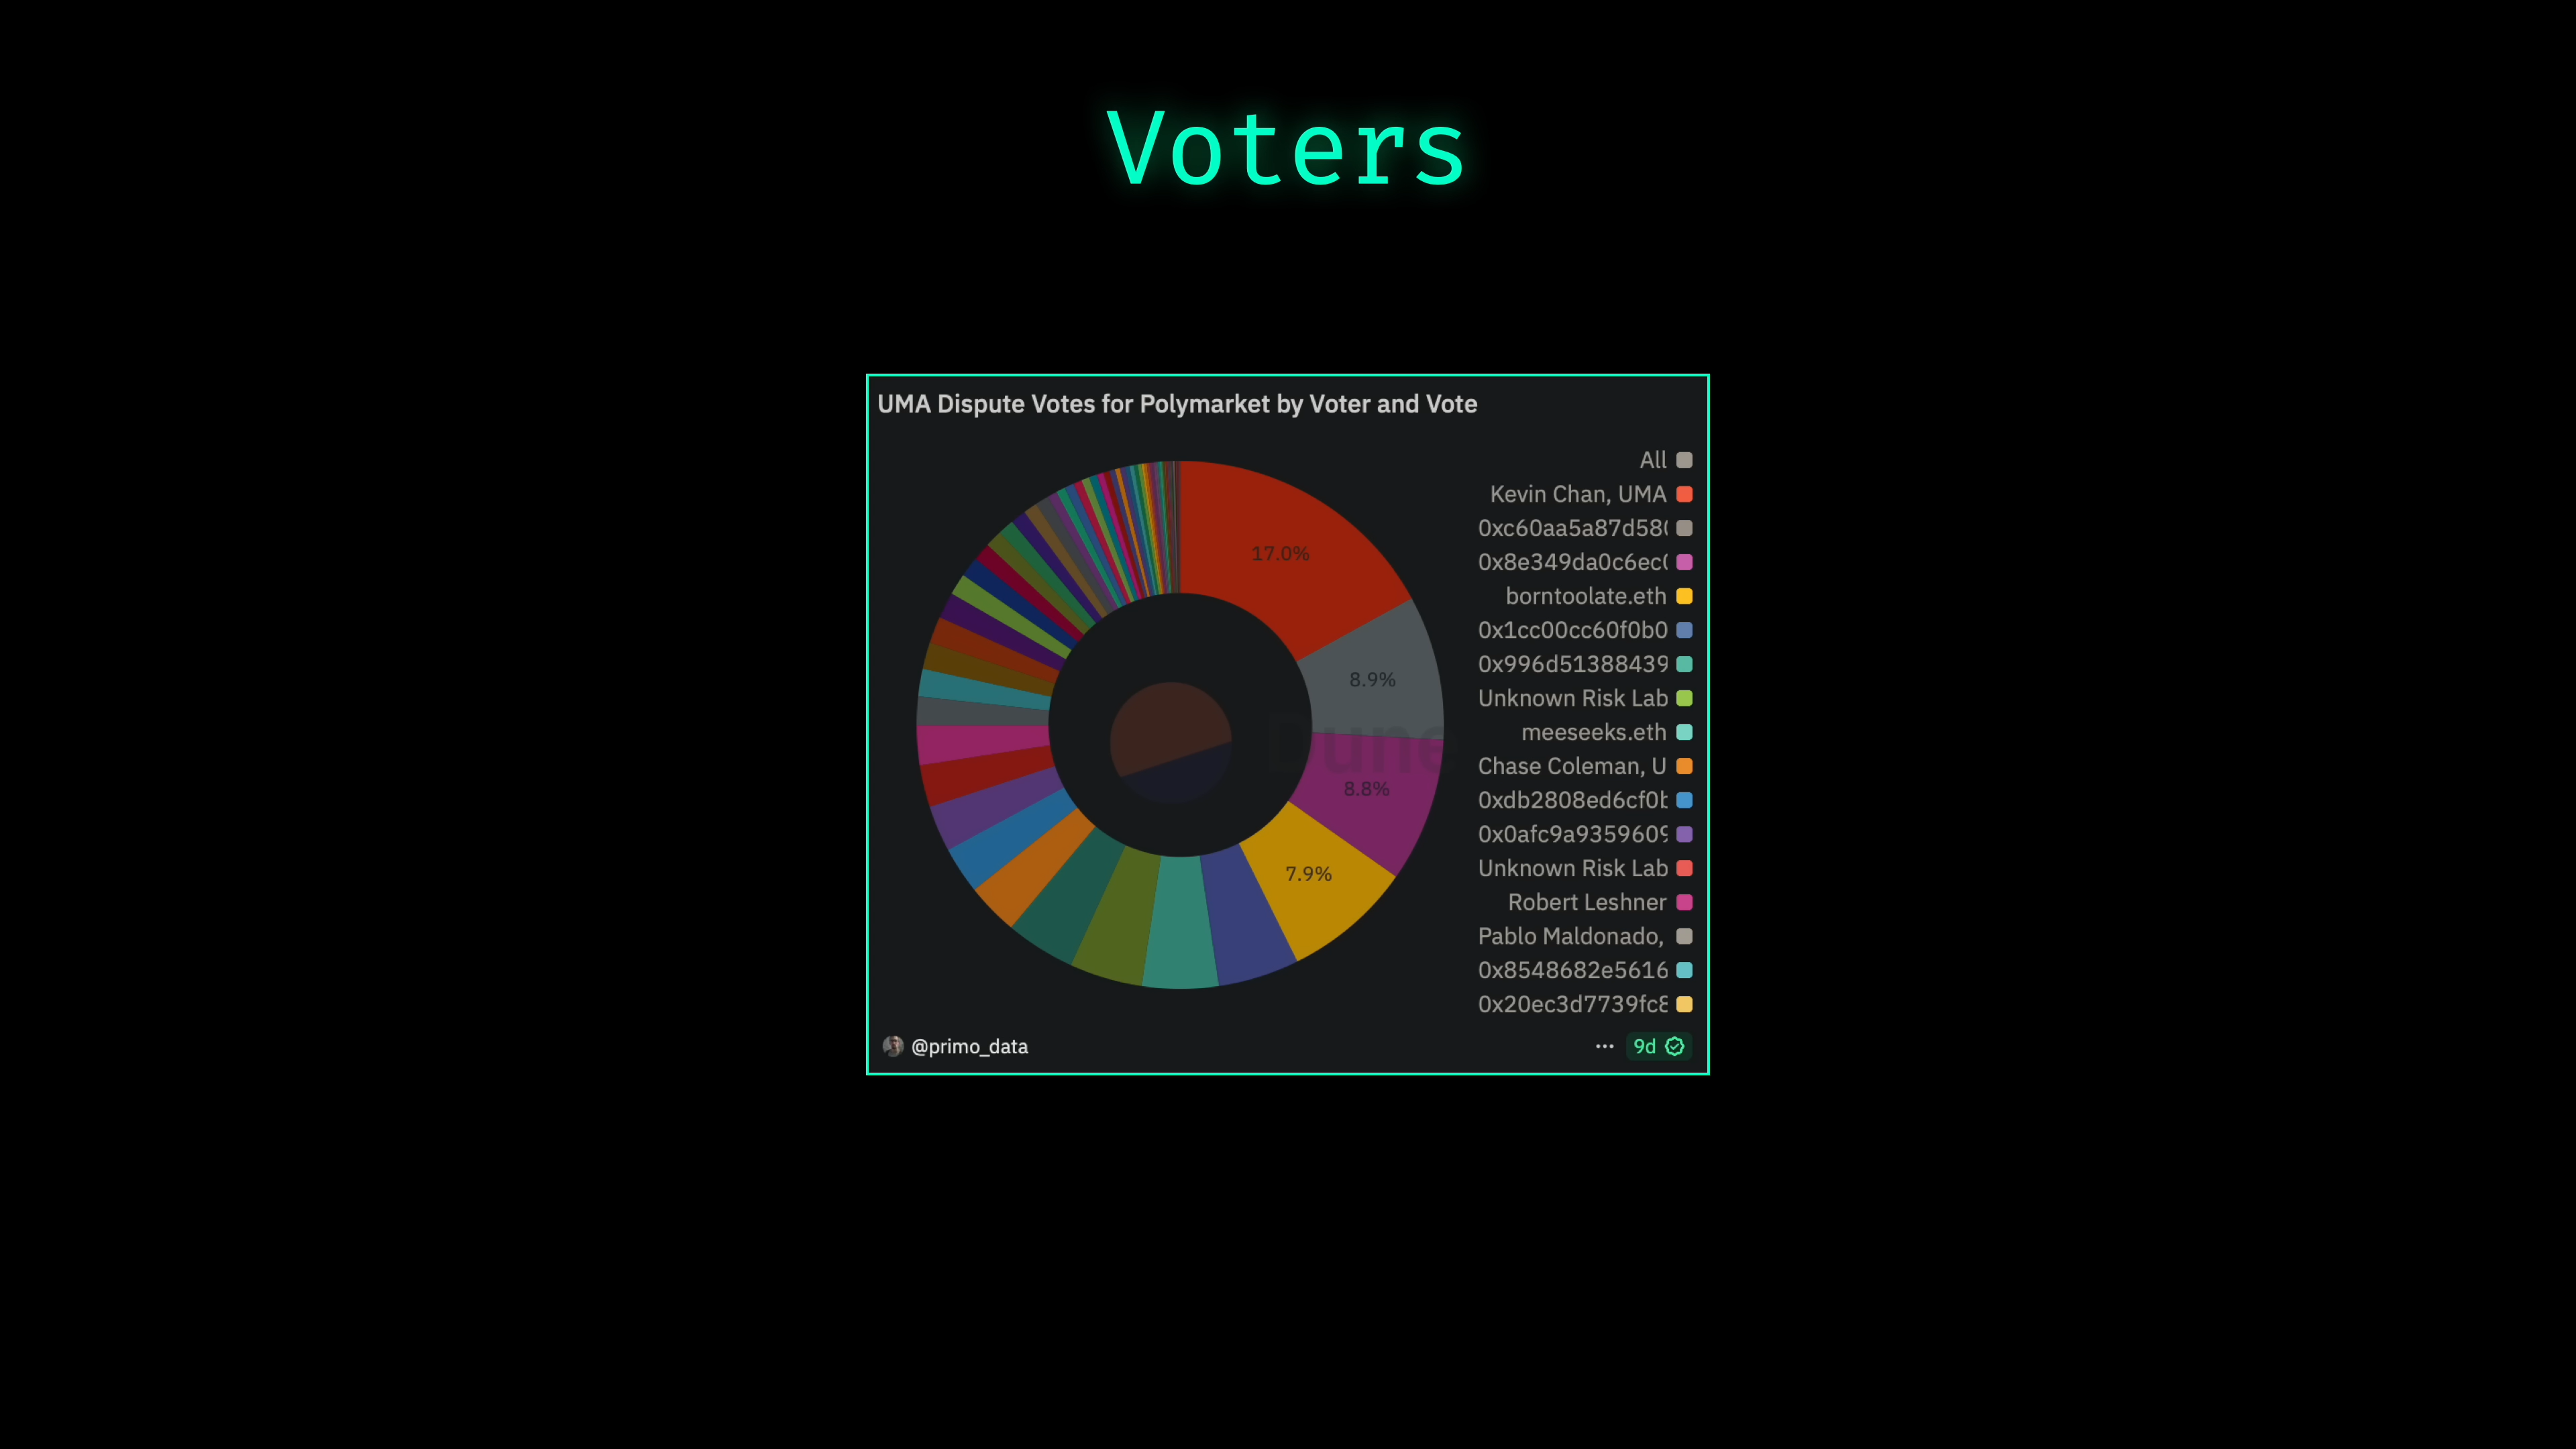 Voters
UMA Dispute Votes for Polymarket by Voter and Vote
17.0%
8.9%
8.8%
7.9%
Dune
All
Kevin Chan, UMA
0xc60aa5a87d58
0x8e349da0c6ec
borntoolate.eth
0x1cc00cc60f0b0
0x996d51388439
Unknown Risk Lab
meeseeks.eth
Chase Coleman, U
0xdb2808ed6cf0
0x0afc9a935960
Unknown Risk Lab
Robert Leshner
Pablo Maldonado,
0x8548682e5616
0x20ec3d7739fc
@primo_data
9d